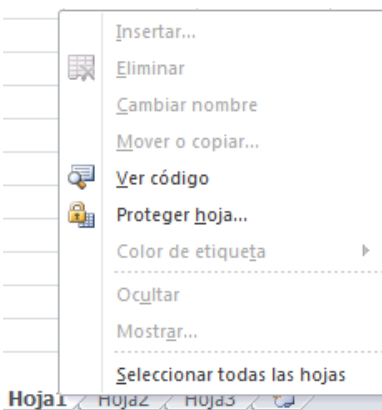 Insertar...
Eliminar
Cambiar nombre
Mover o copiar...
Ver código
Proteger hoja...
Color de etiqueta
Ocultar
Mostrar...
Seleccionar todas las hojas
Hoja1 Hoja2 Hoja3